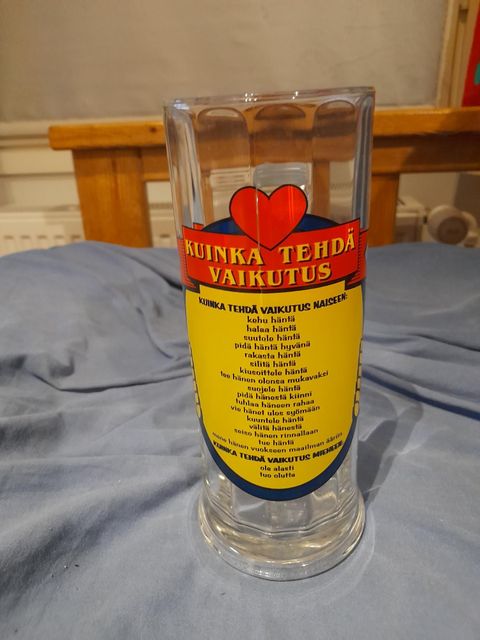 KUINKA TEHDÄ
VAIKUTUS
KUINKA TEHDÄ VAIKUTUS NAISEEN:
kehu häntä
halaa häntä
suutele häntä
pidä häntä hyvänä
rakasta häntä
silitä häntä
kiusoittele häntä
tee hänen olonsa mukavaksi
suojele häntä
pidä hänestä kiinni
tuhlaa häneen rahaa
vie hänet ulos syömään
kuuntele häntä
välitä hänestä
seiso hänen rinnallaan
tue häntä
mene hänen vuokseen maailman ääriin
KUINKA TEHDÄ VAIKUTUS MIEHEEN:
ole alasti
tuo olutta